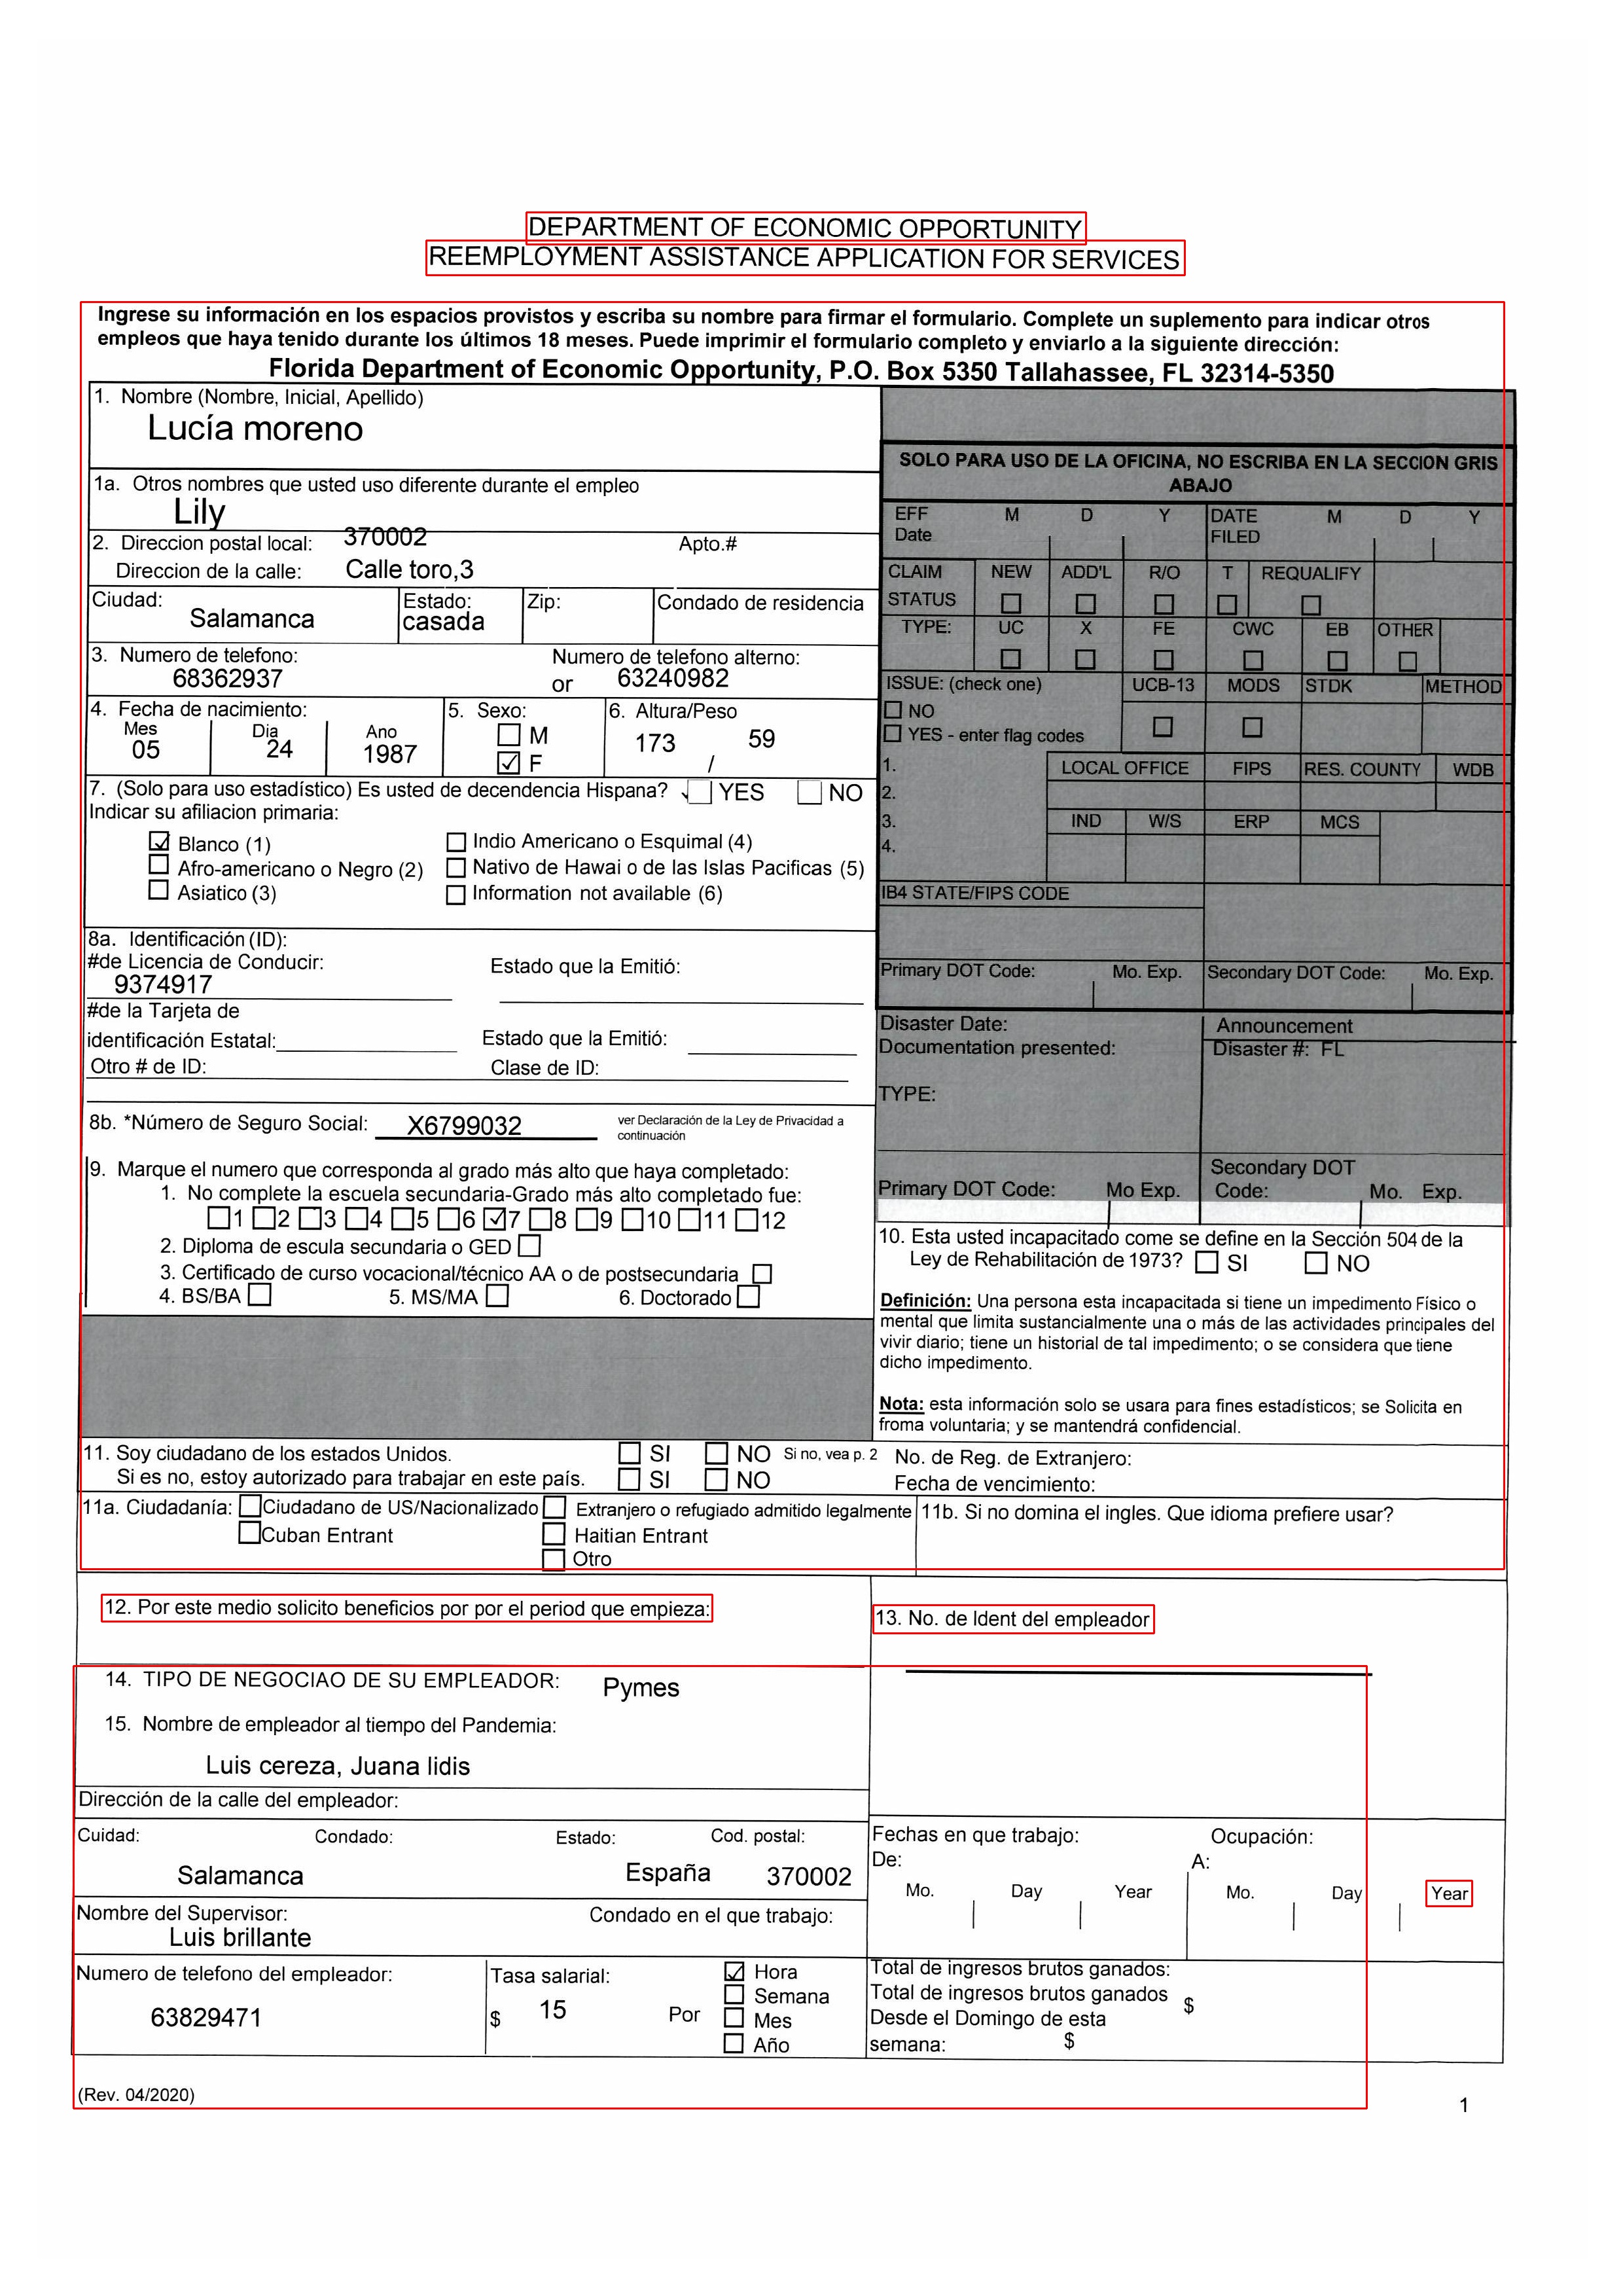 DEPARTMENT OF ECONOMIC OPPORTUNITY
REEMPLOYMENT ASSISTANCE APPLICATION FOR SERVICES
Ingrese su información en los espacios provistos y escriba su nombre para firmar el formulario. Complete un suplemento para indicar otros
empleos que haya tenido durante los últimos 18 meses. Puede imprimir el formulario completo y enviarlo a la siguiente dirección:
Florida Department of Economic Opportunity, P.O. Box 5350 Tallahassee, FL 32314-5350
1. Nombre (Nombre, Inicial, Apellido)
Lucía moreno
1a. Otros nombres que usted uso diferente durante el empleo
Lily
2. Direccion postal local: 370002 Apto.#
Direccion de la calle: Calle toro,3
Ciudad: Estado: Zip: Condado de residencia
Salamanca casada
3. Numero de telefono: Numero de telefono alterno:
68362937 or 63240982
4. Fecha de nacimiento: 5. Sexo: 6. Altura/Peso
Mes Dia Ano M
05 24 1987 173 / 59
F
7. (Solo para uso estadístico) Es usted de decendencia Hispana? YES NO
Indicar su afiliacion primaria:
Blanco (1) Indio Americano o Esquimal (4)
Afro-americano o Negro (2) Nativo de Hawai o de las Islas Pacificas (5)
Asiatico (3) Information not available (6)
8a. Identificación (ID):
#de Licencia de Conducir: Estado que la Emitió:
9374917
#de la Tarjeta de
identificación Estatal: Estado que la Emitió:
Otro # de ID: Clase de ID:
8b. *Número de Seguro Social: X6799032 ver Declaración de la Ley de Privacidad a
continuación
9. Marque el numero que corresponda al grado más alto que haya completado:
1. No complete la escuela secundaria-Grado más alto completado fue:
1 2 3 4 5 6 7 8 9 10 11 12
2. Diploma de escula secundaria o GED
3. Certificado de curso vocacional/técnico AA o de postsecundaria
4. BS/BA 5. MS/MA 6. Doctorado
SOLO PARA USO DE LA OFICINA, NO ESCRIBA EN LA SECCION GRIS
ABAJO
EFF M D Y DATE M D Y
Date FILED
CLAIM NEW ADD'L R/O T REQUALIFY
STATUS
TYPE: UC X FE CWC EB OTHER
ISSUE: (check one) UCB-13 MODS STDK METHOD
NO
YES - enter flag codes
1. LOCAL OFFICE FIPS RES. COUNTY WDB
2.
3. IND W/S ERP MCS
4.
IB4 STATE/FIPS CODE
Primary DOT Code: Mo. Exp. Secondary DOT Code: Mo. Exp.
Disaster Date: Announcement
Documentation presented: Disaster #: FL
TYPE:
Secondary DOT
Primary DOT Code: Mo Exp. Code: Mo. Exp.
10. Esta usted incapacitado come se define en la Sección 504 de la
Ley de Rehabilitación de 1973? SI NO
Definición: Una persona esta incapacitada si tiene un impedimento Físico o
mental que limita sustancialmente una o más de las actividades principales del
vivir diario; tiene un historial de tal impedimento; o se considera que tiene
dicho impedimento.
Nota: esta información solo se usara para fines estadísticos; se Solicita en
froma voluntaria; y se mantendrá confidencial.
11. Soy ciudadano de los estados Unidos. SI NO Si no, vea p. 2 No. de Reg. de Extranjero:
Si es no, estoy autorizado para trabajar en este país. SI NO Fecha de vencimiento:
11a. Ciudadanía: Ciudadano de US/Nacionalizado Extranjero o refugiado admitido legalmente 11b. Si no domina el ingles. Que idioma prefiere usar?
Cuban Entrant Haitian Entrant
Otro
12. Por este medio solicito beneficios por por el period que empieza: 13. No. de Ident del empleador
14. TIPO DE NEGOCIAO DE SU EMPLEADOR: Pymes
15. Nombre de empleador al tiempo del Pandemia:
Luis cereza, Juana lidis
Dirección de la calle del empleador:
Cuidad: Condado: Estado: Cod. postal: Fechas en que trabajo: Ocupación:
Salamanca España 370002 De: A:
Mo. Day Year Mo. Day Year
Nombre del Supervisor: Condado en el que trabajo:
Luis brillante
Numero de telefono del empleador: Tasa salarial: Hora Total de ingresos brutos ganados:
63829471 $ 15 Por Semana Total de ingresos brutos ganados $
Mes Desde el Domingo de esta
Año semana: $
(Rev. 04/2020) 1